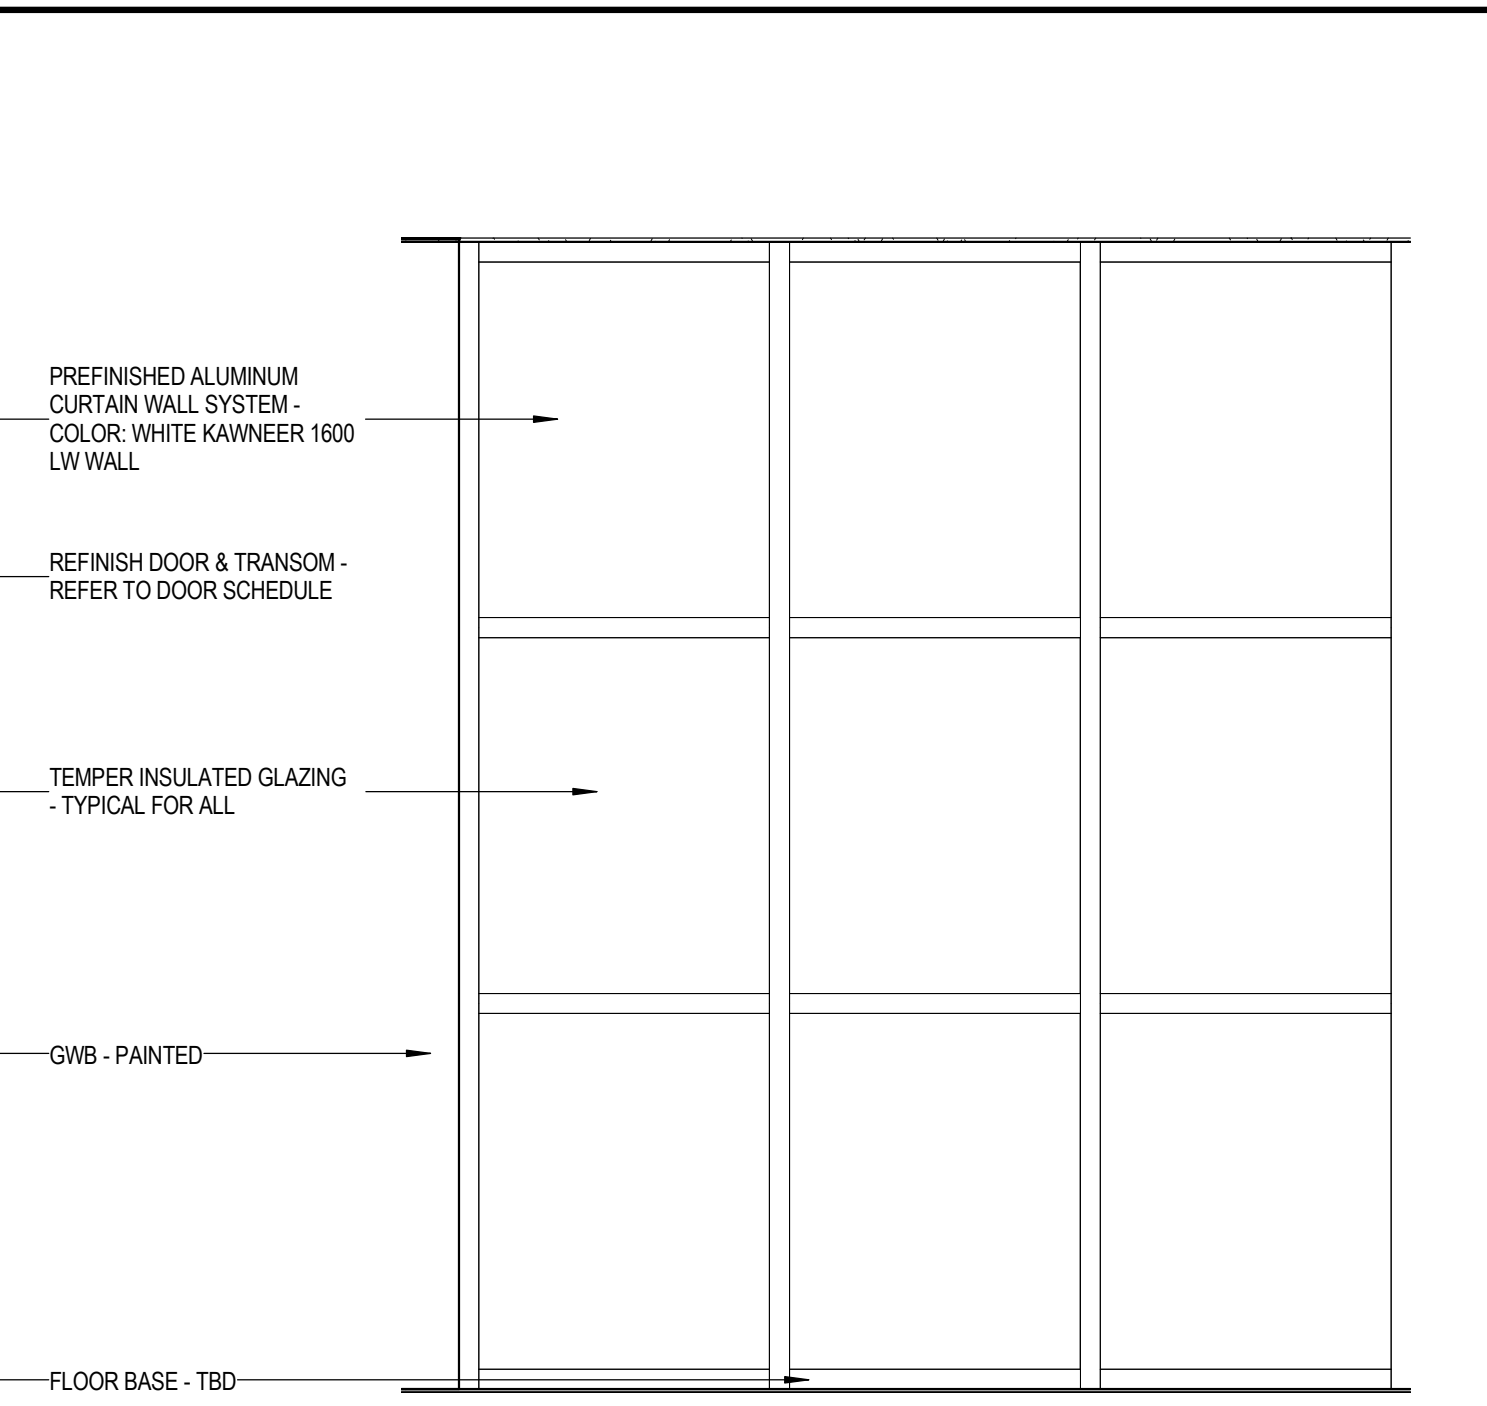 PREFINISHED ALUMINUM
CURTAIN WALL SYSTEM -
COLOR: WHITE KAWNEER 1600
LW WALL
REFINISH DOOR & TRANSOM -
REFER TO DOOR SCHEDULE
TEMPER INSULATED GLAZING
- TYPICAL FOR ALL
GWB - PAINTED
FLOOR BASE - TBD